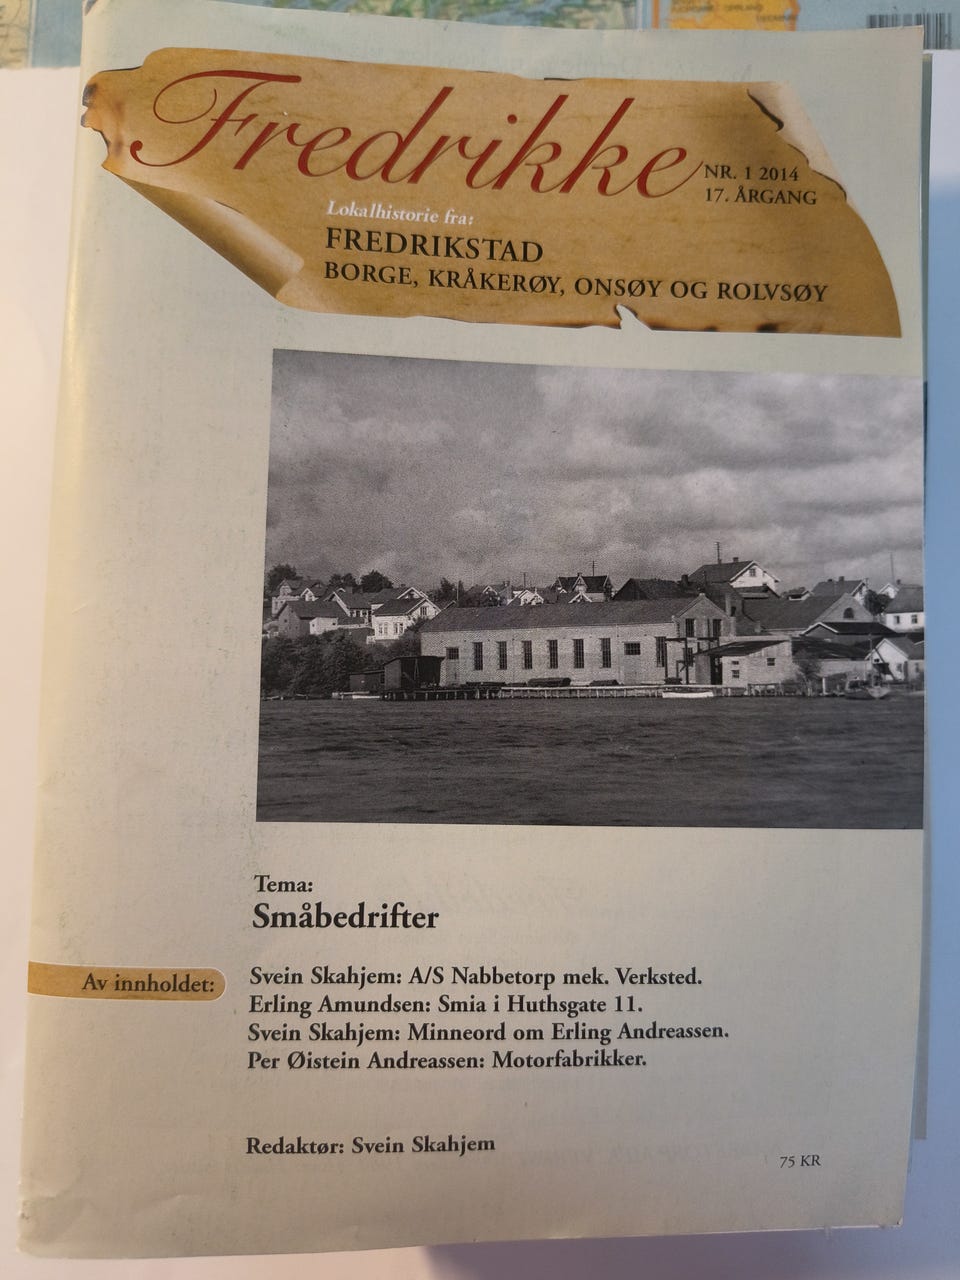 Fredrikke
NR. 1 2014
17. ÅRGANG
Lokalhistorie fra:
FREDRIKSTAD
BORGE, KRÅKERØY, ONSØY OG ROLVSØY
Tema:
Småbedrifter
Av innholdet:
Svein Skahjem: A/S Nabbetorp mek. Verksted.
Erling Amundsen: Smia i Huthsgate 11.
Svein Skahjem: Minneord om Erling Andreassen.
Per Øistein Andreassen: Motorfabrikker.
Redaktør: Svein Skahjem
75 KR